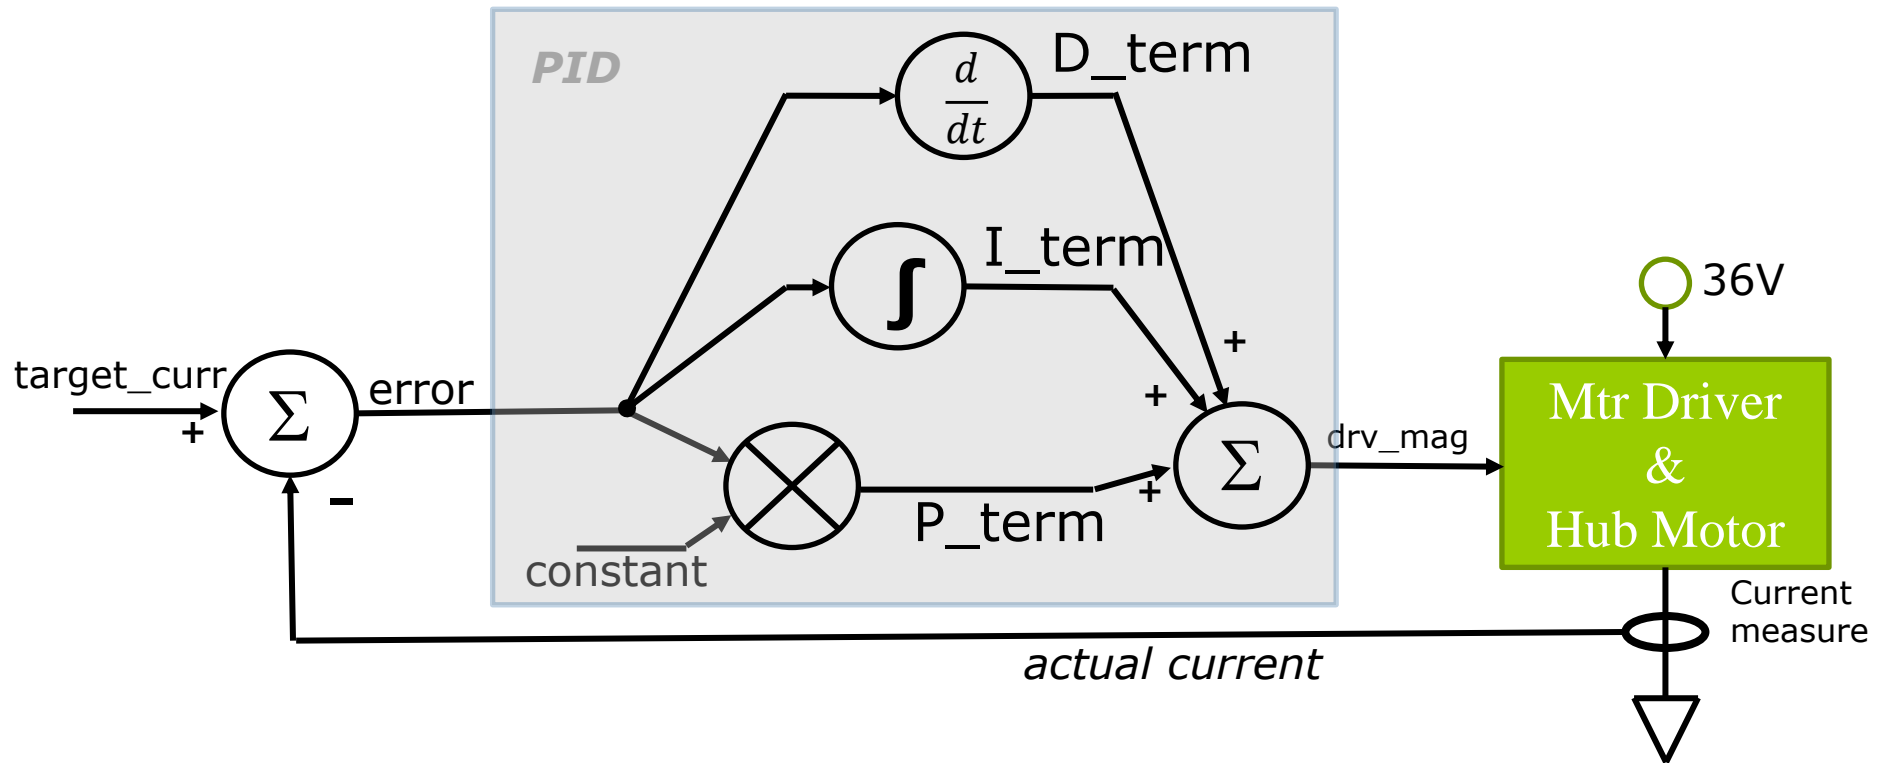 PID
d
dt
D_term
∫
I_term
36V
target_curr
+
Σ
error
-
+
+
+
Σ
drv_mag
Mtr Driver
&
Hub Motor
P_term
constant
Current
measure
actual current